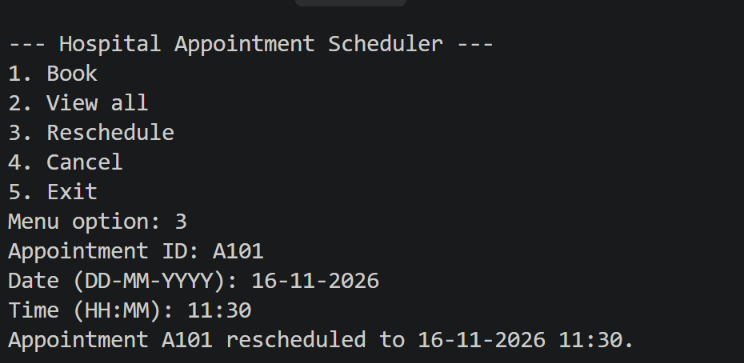 --- Hospital Appointment Scheduler ---
1. Book
2. View all
3. Reschedule
4. Cancel
5. Exit
Menu option: 3
Appointment ID: A101
Date (DD-MM-YYYY): 16-11-2026
Time (HH:MM): 11:30
Appointment A101 rescheduled to 16-11-2026 11:30.